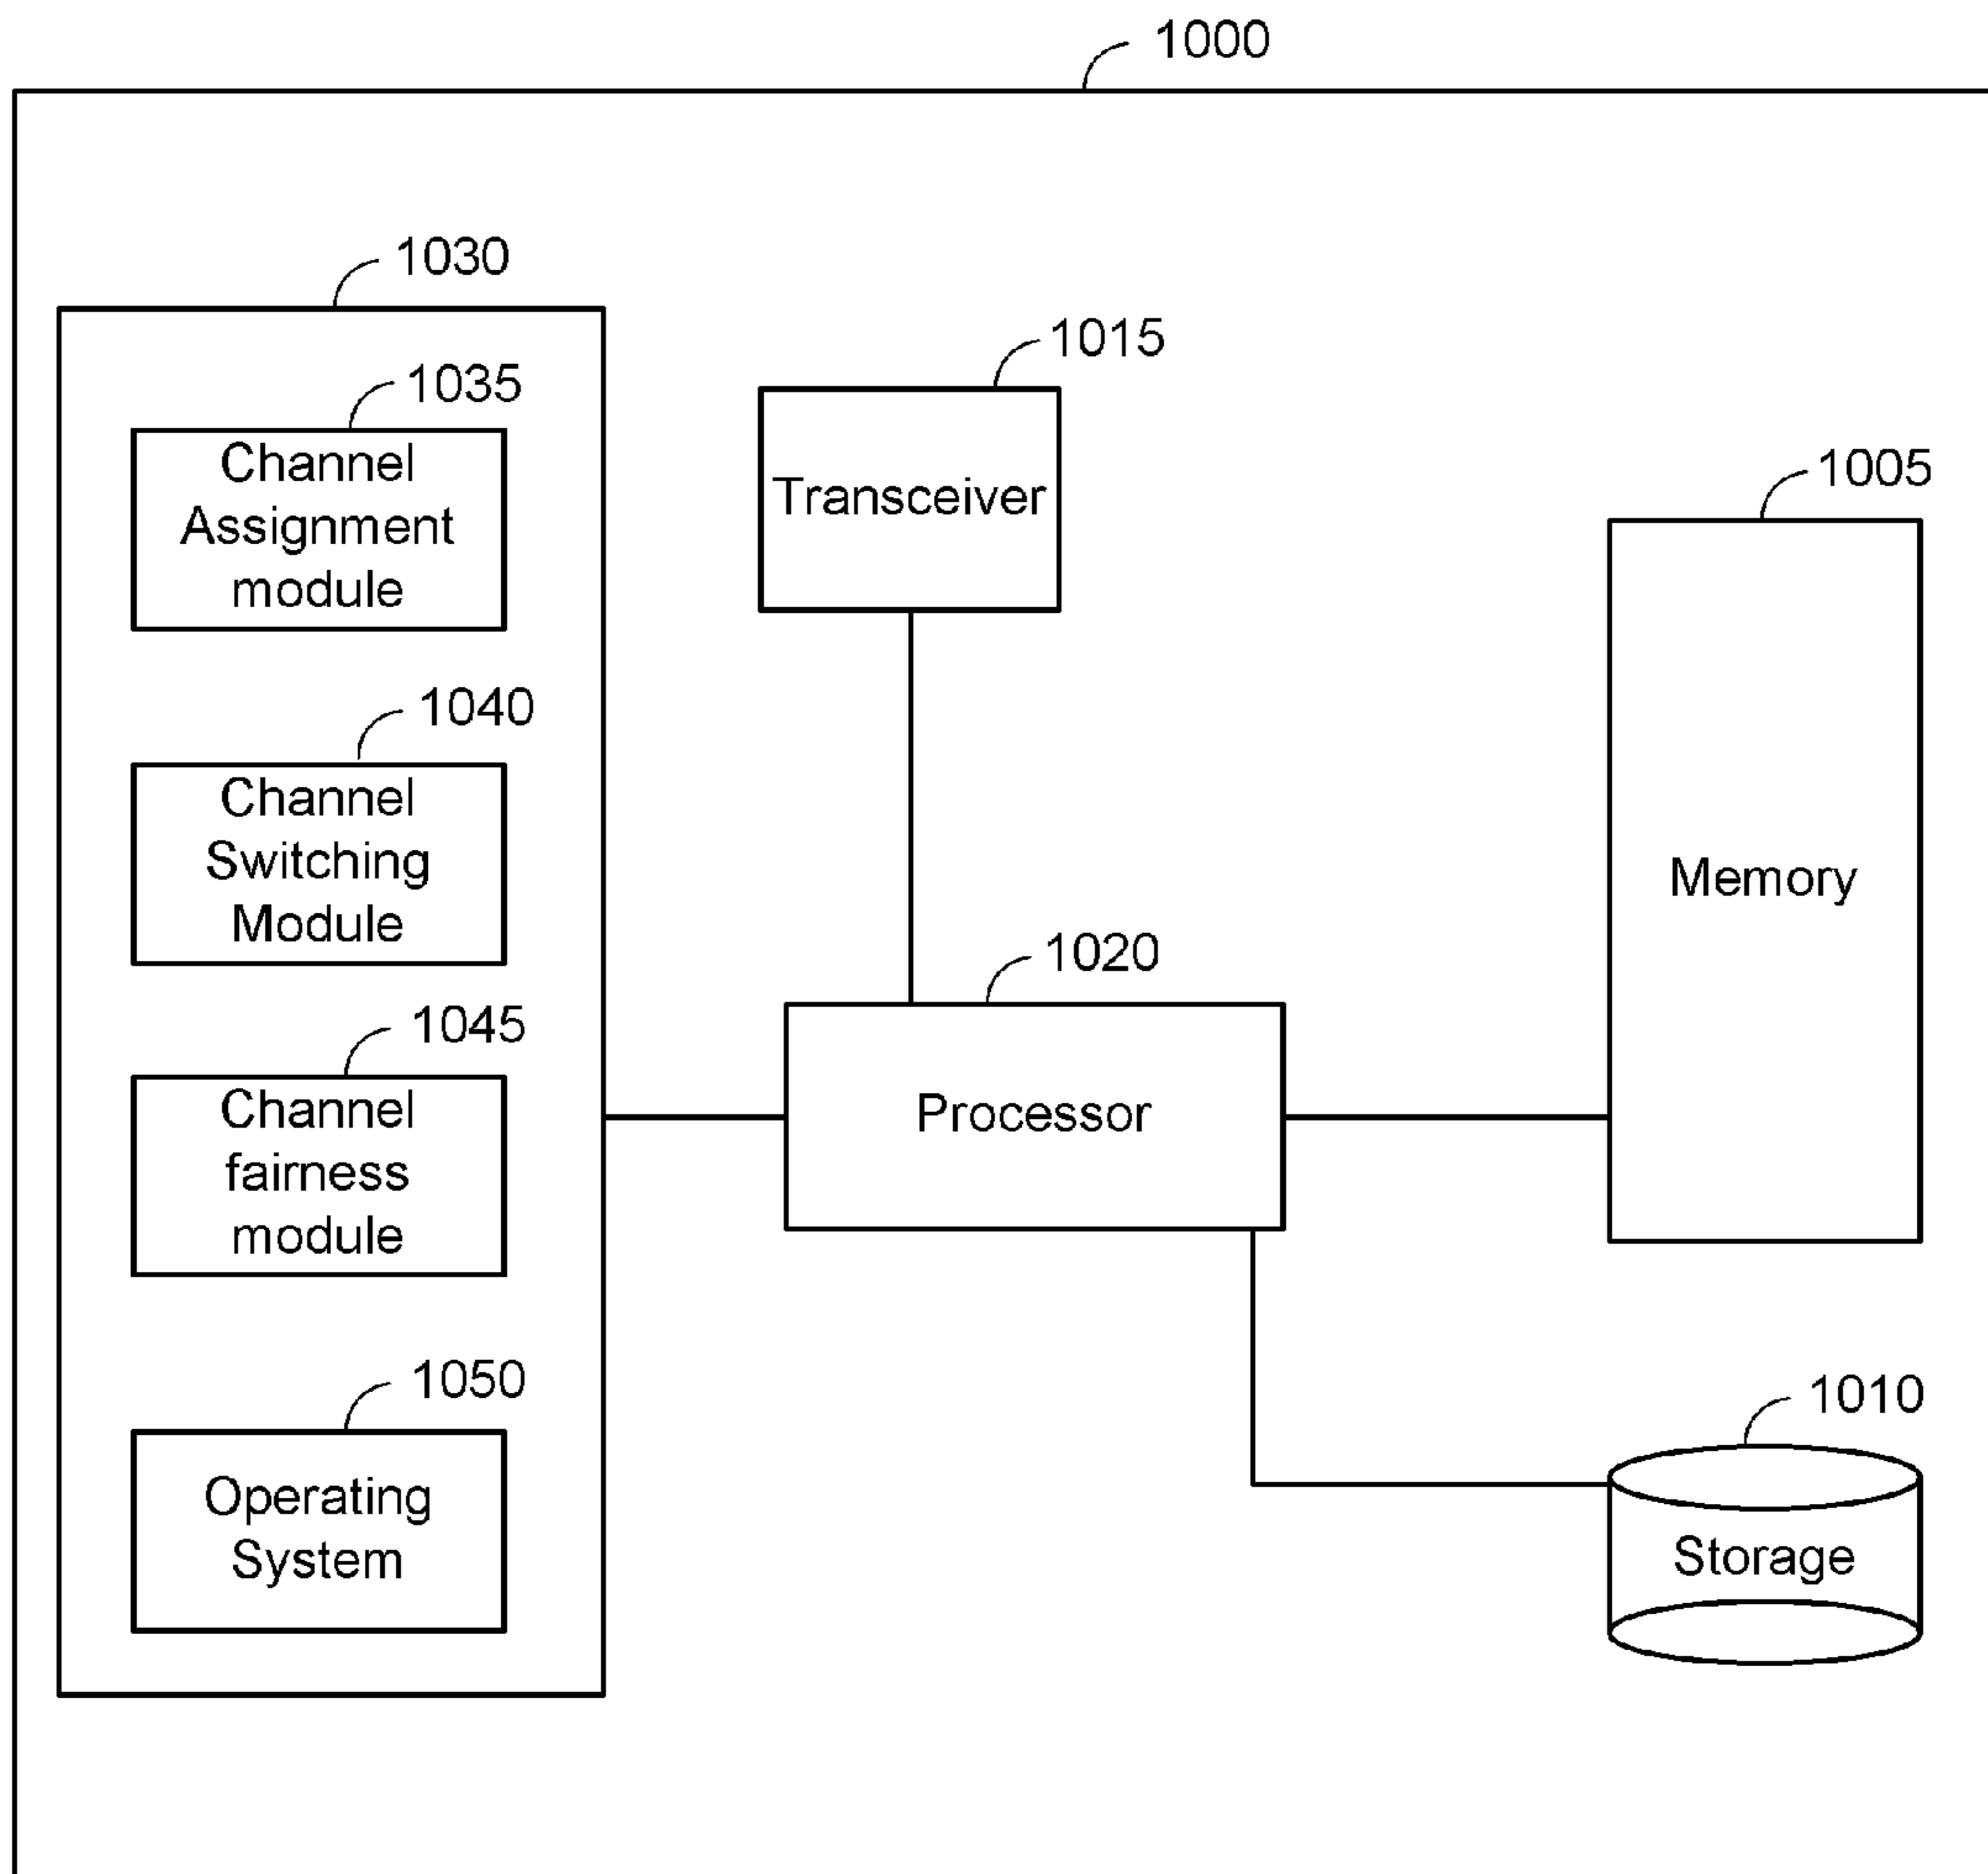 1000
1030
1035
Channel
Assignment
module
1040
Channel
Switching
Module
1045
Channel
fairness
module
1050
Operating
System
1015
Transceiver
1020
Processor
1005
Memory
1010
Storage